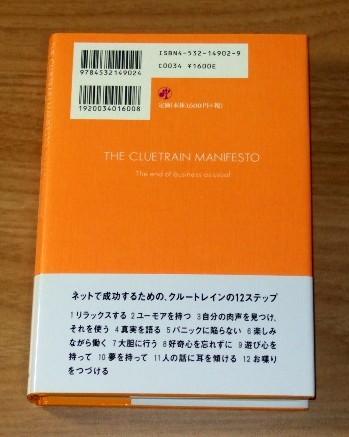 ISBN4-532-14902-9
C0034 ¥1600E
9784532149024
1920034016008
定価(本体1,600円+税)
THE CLUETRAIN MANIFESTO
The end of business as usual
ネットで成功するための、クルートレインの12ステップ
1 リラックスする 2 ユーモアを持つ 3 自分の肉声を見つけ、
それを使う 4 真実を語る 5 パニックに陥らない 6 楽しみ
ながら働く 7 大胆に行う 8 好奇心を忘れずに 9 遊び心を
持って 10 夢を持って 11 人の話に耳を傾ける 12 お喋り
をつづける